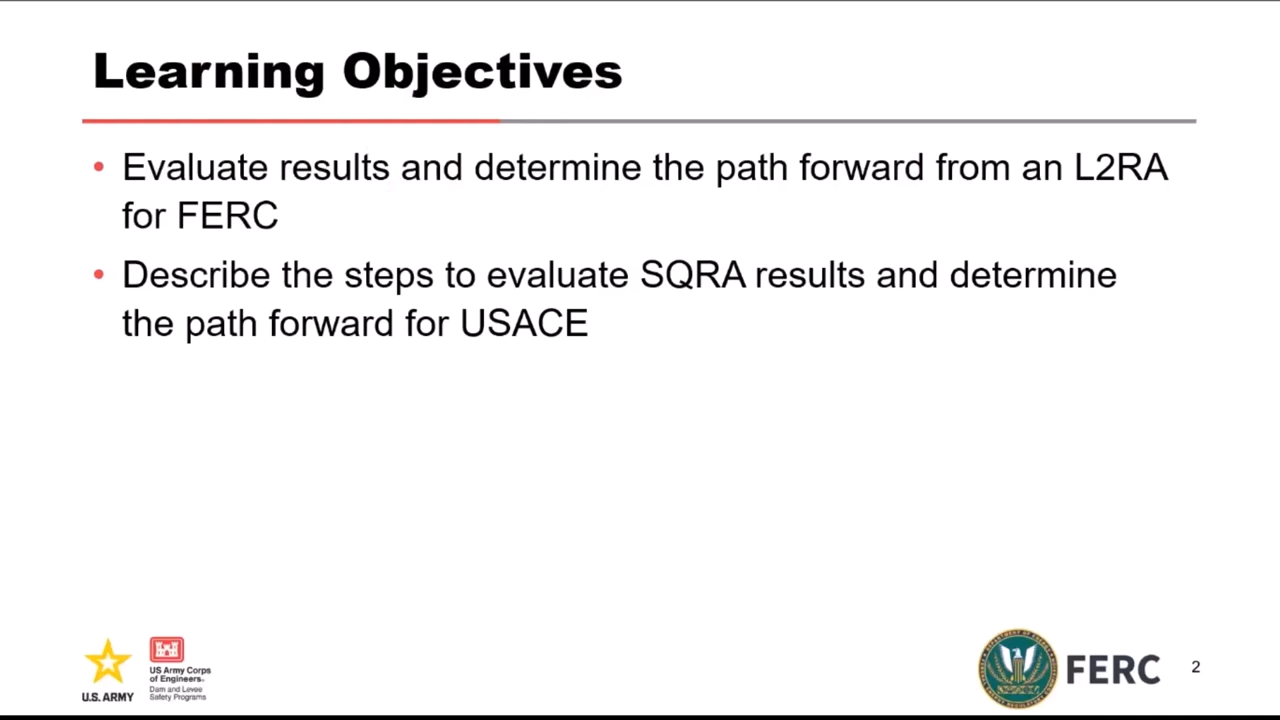 Learning Objectives
• Evaluate results and determine the path forward from an L2RA
for FERC
• Describe the steps to evaluate SQRA results and determine
the path forward for USACE
U.S. ARMY
US Army Corps
of Engineers®
Dam and Levee
Safety Programs
FERC
2